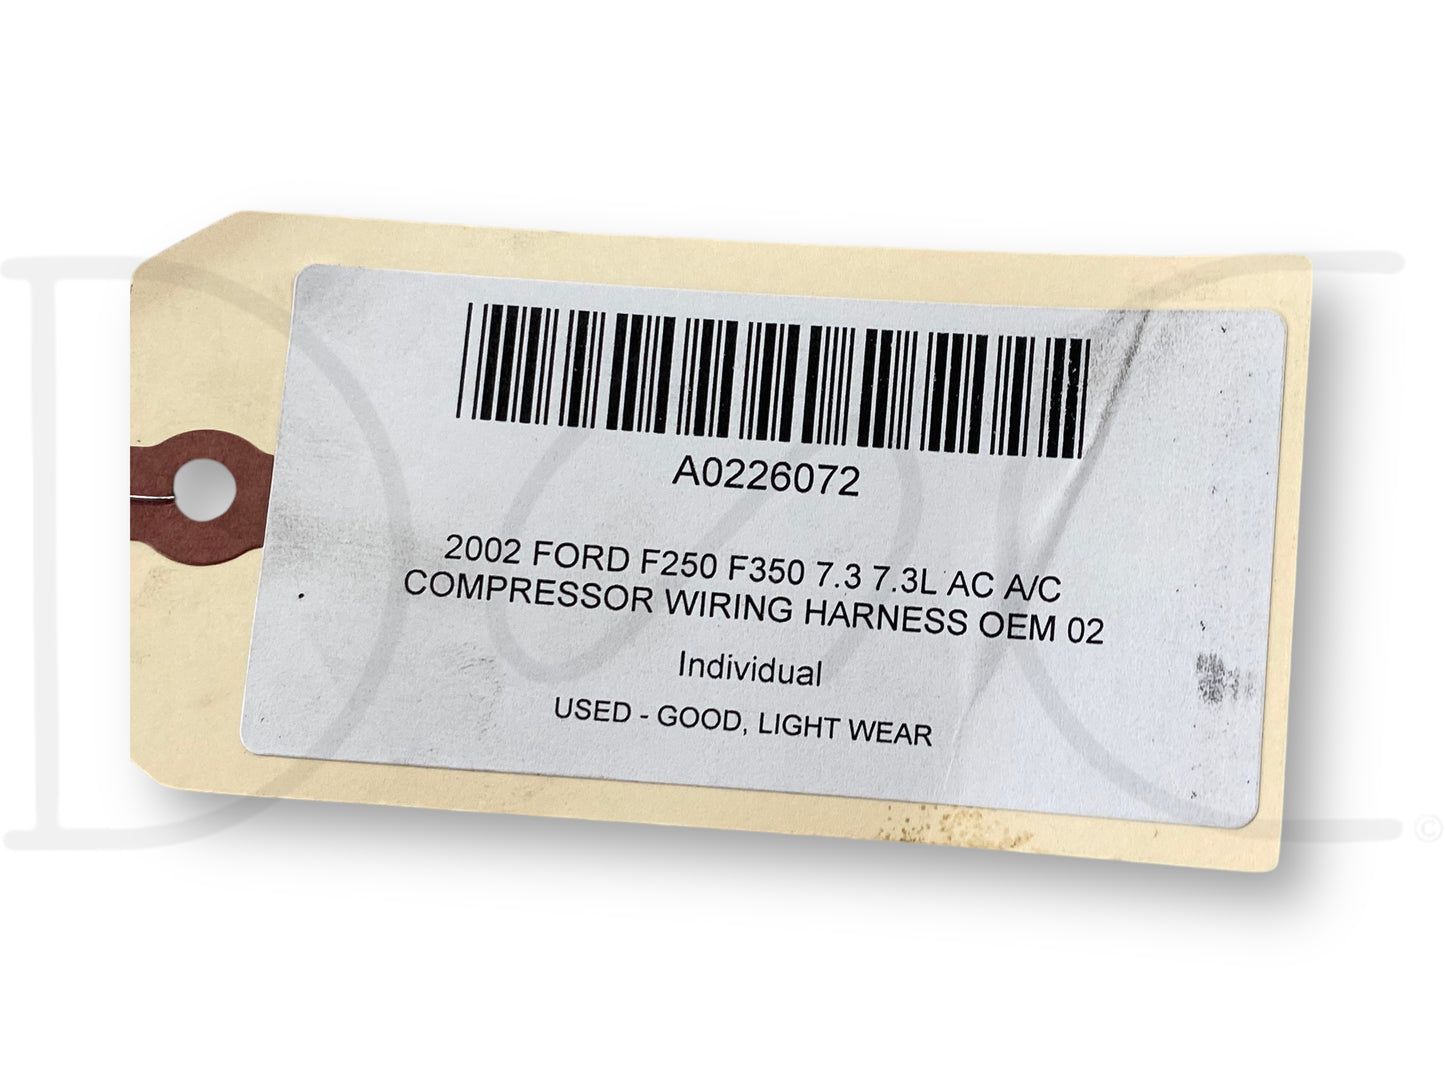 A0226072
2002 FORD F250 F350 7.3 7.3L AC A/C
COMPRESSOR WIRING HARNESS OEM 02
Individual
USED - GOOD, LIGHT WEAR
©